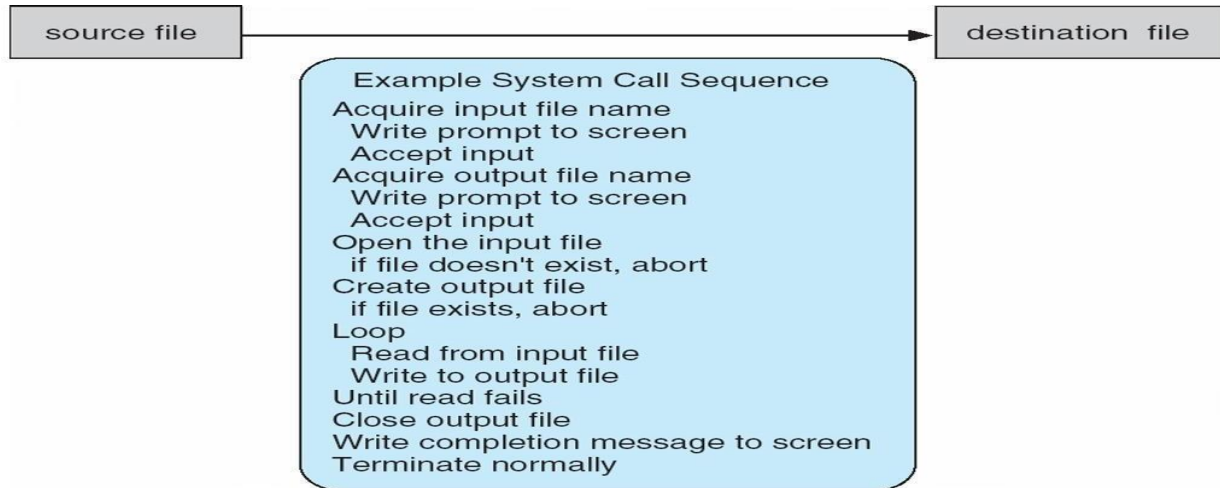 source file
destination file
Example System Call Sequence
Acquire input file name
Write prompt to screen
Accept input
Acquire output file name
Write prompt to screen
Accept input
Open the input file
if file doesn't exist, abort
Create output file
if file exists, abort
Loop
Read from input file
Write to output file
Until read fails
Close output file
Write completion message to screen
Terminate normally